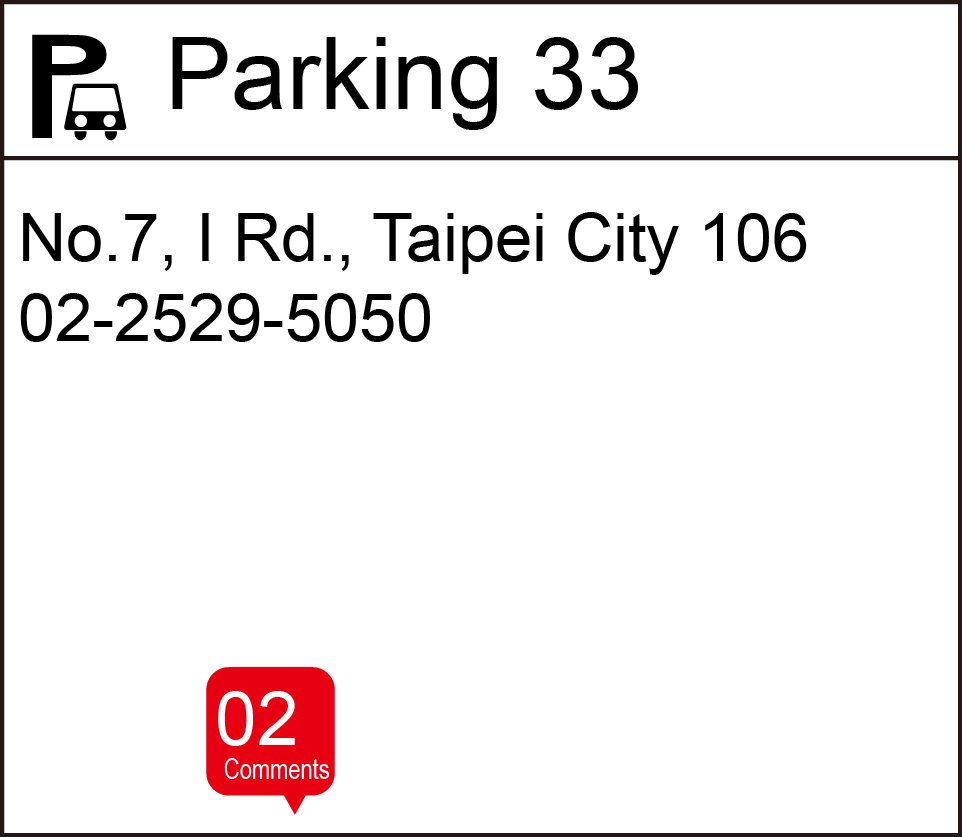 P Parking 33
No.7, I Rd., Taipei City 106
02-2529-5050
02
Comments